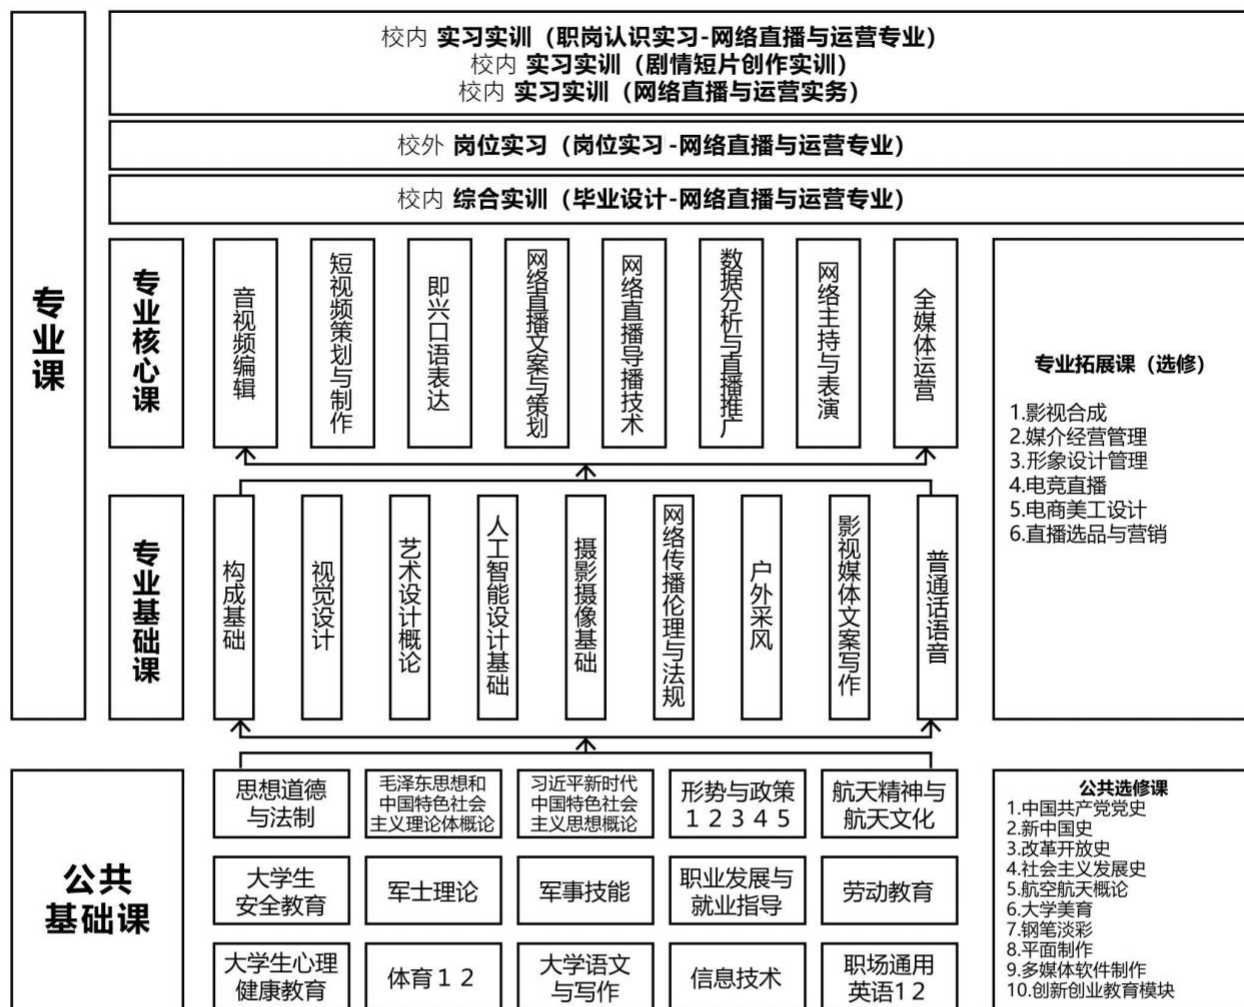 校内 实习实训（职岗认识实习-网络直播与运营专业）
校内 实习实训（剧情短片创作实训）
校内 实习实训（网络直播与运营实务）
校外 岗位实习（岗位实习-网络直播与运营专业）
校内 综合实训（毕业设计-网络直播与运营专业）
专业课
专业核心课
音视频编辑
短视频策划与制作
即兴口语表达
网络直播文案与策划
网络直播导播技术
数据分析与直播推广
网络主持与表演
全媒体运营
专业拓展课（选修）
1.影视合成
2.媒介经营管理
3.形象设计管理
4.电竞直播
5.电商美工设计
6.直播选品与营销
专业基础课
构成基础
视觉设计
艺术设计概论
人工智能设计基础
摄影摄像基础
网络传播伦理与法规
户外采风
影视媒体文案写作
普通话语音
公共
基础课
思想道德
与法制
毛泽东思想和
中国特色社会
主义理论体概论
习近平新时代
中国特色社会
主义思想概论
形势与政策
１２３４５
航天精神与
航天文化
大学生
安全教育
军士理论
军事技能
职业发展与
就业指导
劳动教育
大学生心理
健康教育
体育１２
大学语文
与写作
信息技术
职场通用
英语１２
公共选修课
1.中国共产党党史
2.新中国史
3.改革开放史
4.社会主义发展史
5.航空航天概论
6.大学美育
7.钢笔淡彩
8.平面制作
9.多媒体软件制作
10.创新创业教育模块